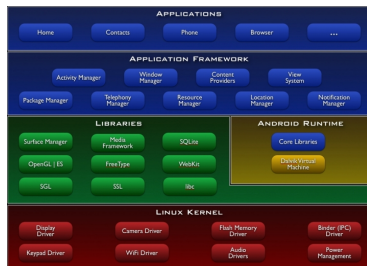 APPLICATIONS
Home
Contacts
Phone
Browser
...
APPLICATION FRAMEWORK
Activity Manager
Window
Manager
Content
Providers
View
System
Package Manager
Telephony
Manager
Resource
Manager
Location
Manager
Notification
Manager
LIBRARIES
Surface Manager
Media
Framework
SQLite
OpenGL | ES
FreeType
WebKit
SGL
SSL
libc
ANDROID RUNTIME
Core Libraries
Dalvik Virtual
Machine
LINUX KERNEL
Display
Driver
Camera Driver
Flash Memory
Driver
Binder (IPC)
Driver
Keypad Driver
WiFi Driver
Audio
Drivers
Power
Management